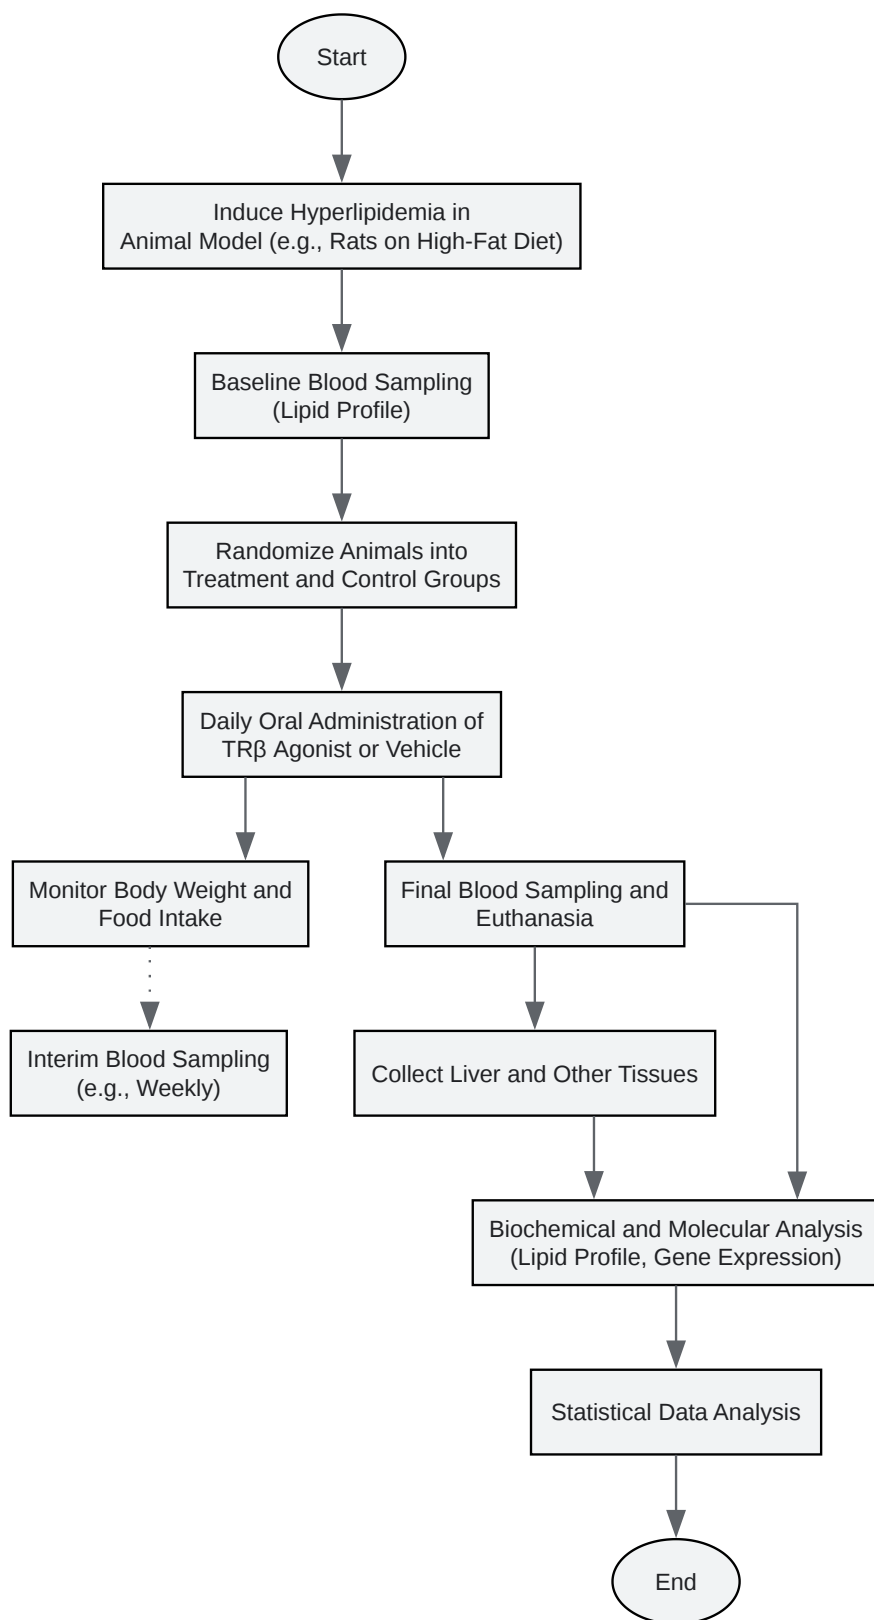 Start
Induce Hyperlipidemia in
Animal Model (e.g., Rats on High-Fat Diet)
Baseline Blood Sampling
(Lipid Profile)
Randomize Animals into
Treatment and Control Groups
Daily Oral Administration of
TRβ Agonist or Vehicle
Monitor Body Weight and
Food Intake
Final Blood Sampling and
Euthanasia
Interim Blood Sampling
(e.g., Weekly)
Collect Liver and Other Tissues
Biochemical and Molecular Analysis
(Lipid Profile, Gene Expression)
Statistical Data Analysis
End